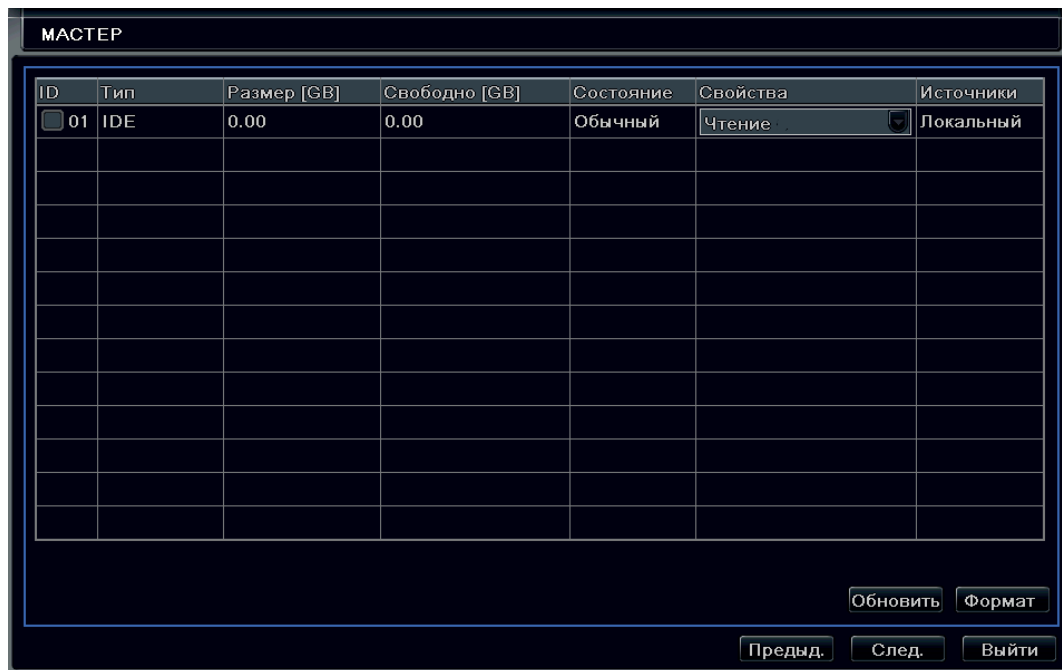 МАСТЕР
ID Тип Размер [GB] Свободно [GB] Состояние Свойства Источники
01 IDE 0.00 0.00 Обычный Чтение Локальный
Обновить Формат
Предыд. След. Выйти